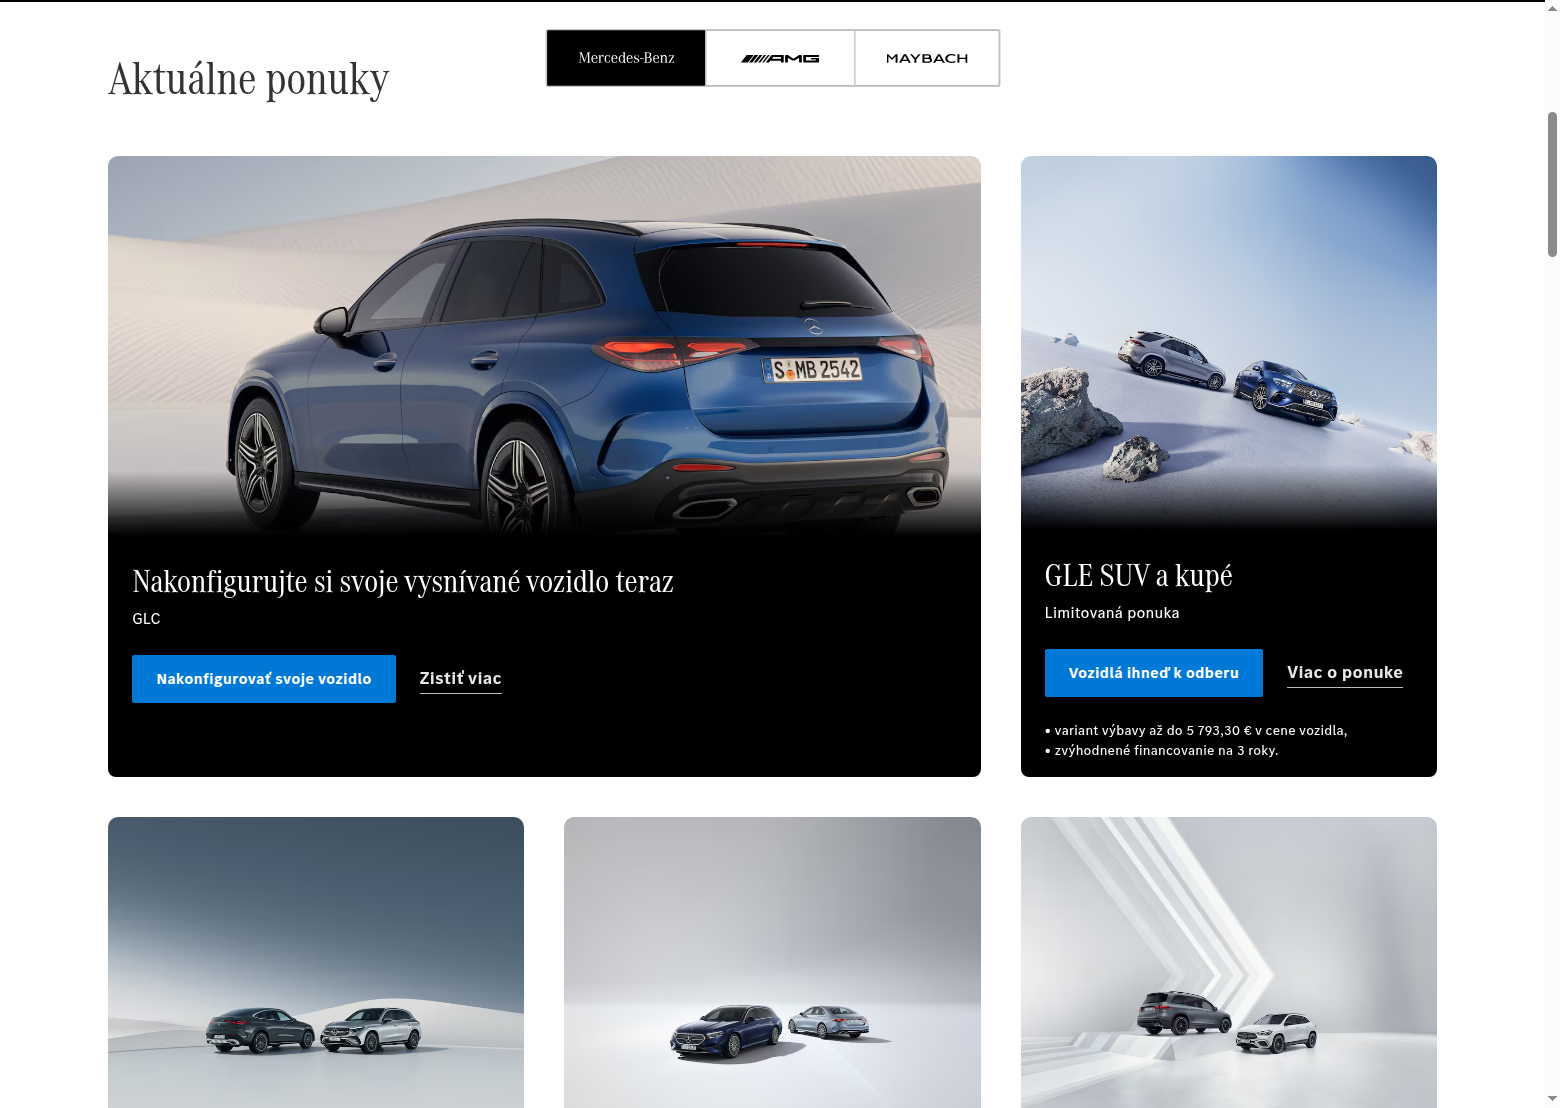 Aktuálne ponuky
Mercedes-Benz
AMG
MAYBACH
S MB 2542
Nakonfigurujte si svoje vysnívané vozidlo teraz
GLC
Nakonfigurovať svoje vozidlo
Zistiť viac
GLE SUV a kupé
Limitovaná ponuka
Vozidlá ihneď k odberu
Viac o ponuke
• variant výbavy až do 5 793,30 € v cene vozidla,
• zvýhodnené financovanie na 3 roky.